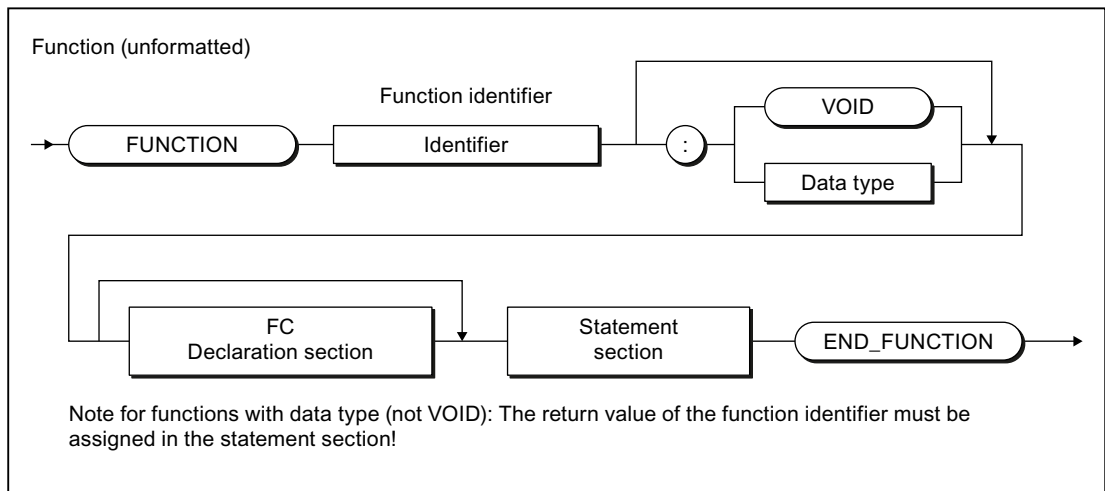 Function (unformatted)
Function identifier
VOID
FUNCTION
Identifier
:
Data type
FC
Declaration section
Statement
section
END_FUNCTION
Note for functions with data type (not VOID): The return value of the function identifier must be
assigned in the statement section!